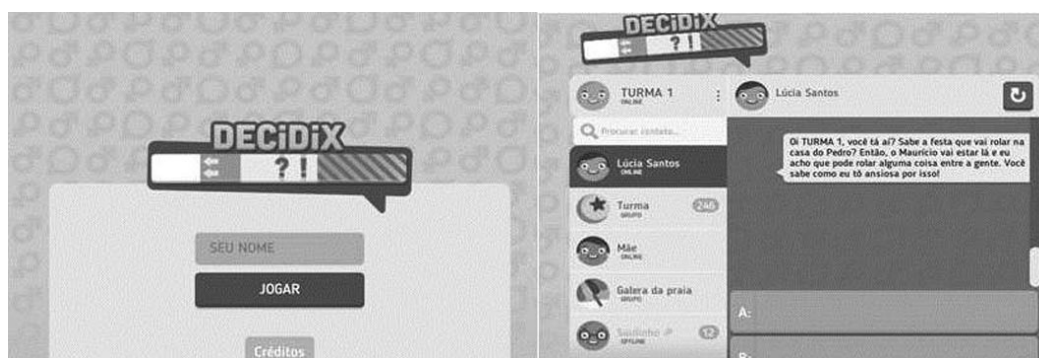 DECiDiX
? !
SEU NOME
JOGAR
Créditos
DECiDiX
? !
TURMA 1
ONLINE
Lúcia Santos
Procurar contato...
Oi TURMA 1, você tá aí? Sabe a festa que vai rolar na
casa do Pedro? Então, o Maurício vai estar lá e eu
acho que pode rolar alguma coisa entre a gente. Você
sabe como eu tô ansiosa por isso!
Lúcia Santos
ONLINE
Turma
GRUPO
Mãe
ONLINE
Galera da praia
GRUPO
12
OFFLINE
A: